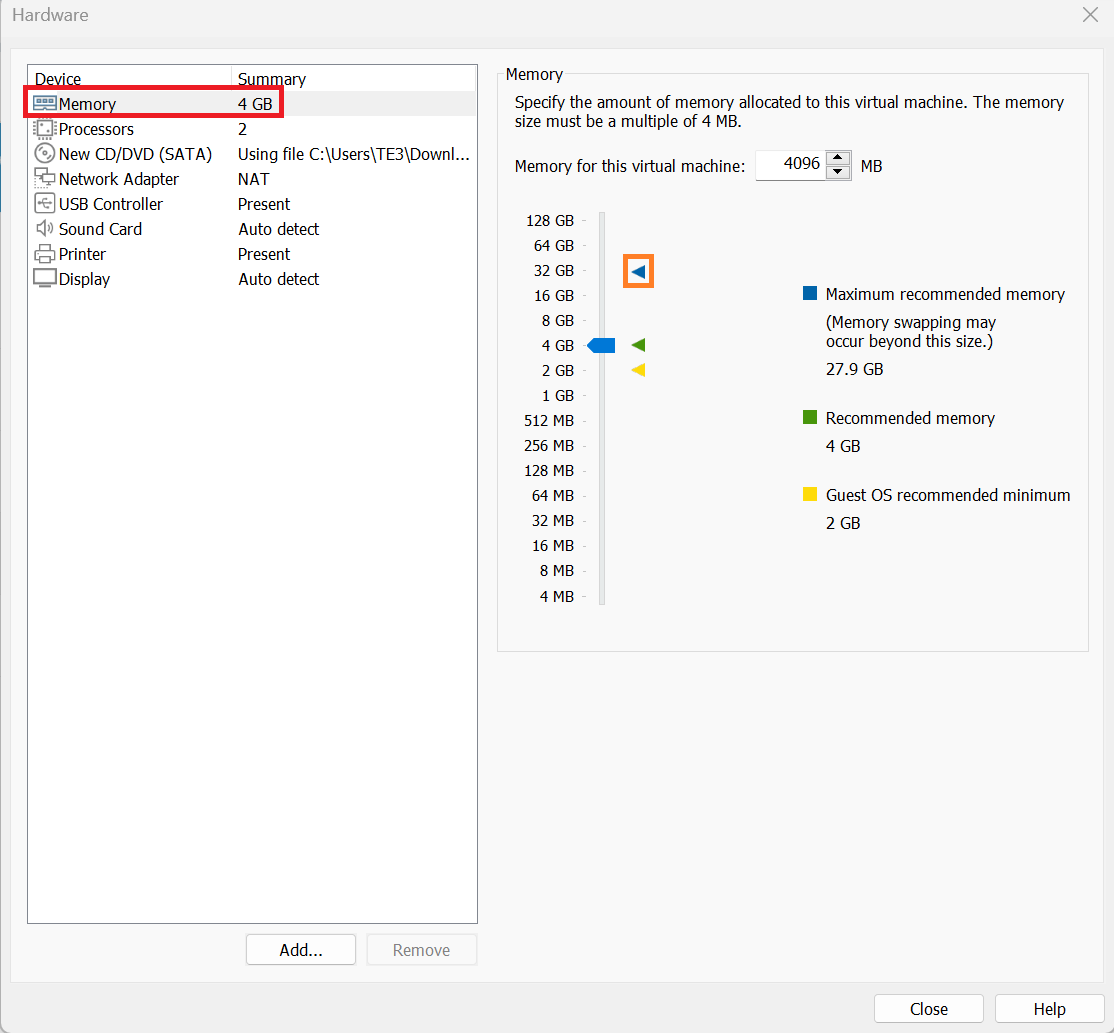 Hardware
Device Summary
Memory 4 GB
Processors 2
New CD/DVD (SATA) Using file C:\Users\TE3\Downl...
Network Adapter NAT
USB Controller Present
Sound Card Auto detect
Printer Present
Display Auto detect
Add... Remove
Memory
Specify the amount of memory allocated to this virtual machine. The memory
size must be a multiple of 4 MB.
Memory for this virtual machine: 4096 MB
128 GB
64 GB
32 GB
16 GB
8 GB
4 GB
2 GB
1 GB
512 MB
256 MB
128 MB
64 MB
32 MB
16 MB
8 MB
4 MB
Maximum recommended memory
(Memory swapping may
occur beyond this size.)
27.9 GB
Recommended memory
4 GB
Guest OS recommended minimum
2 GB
Close Help